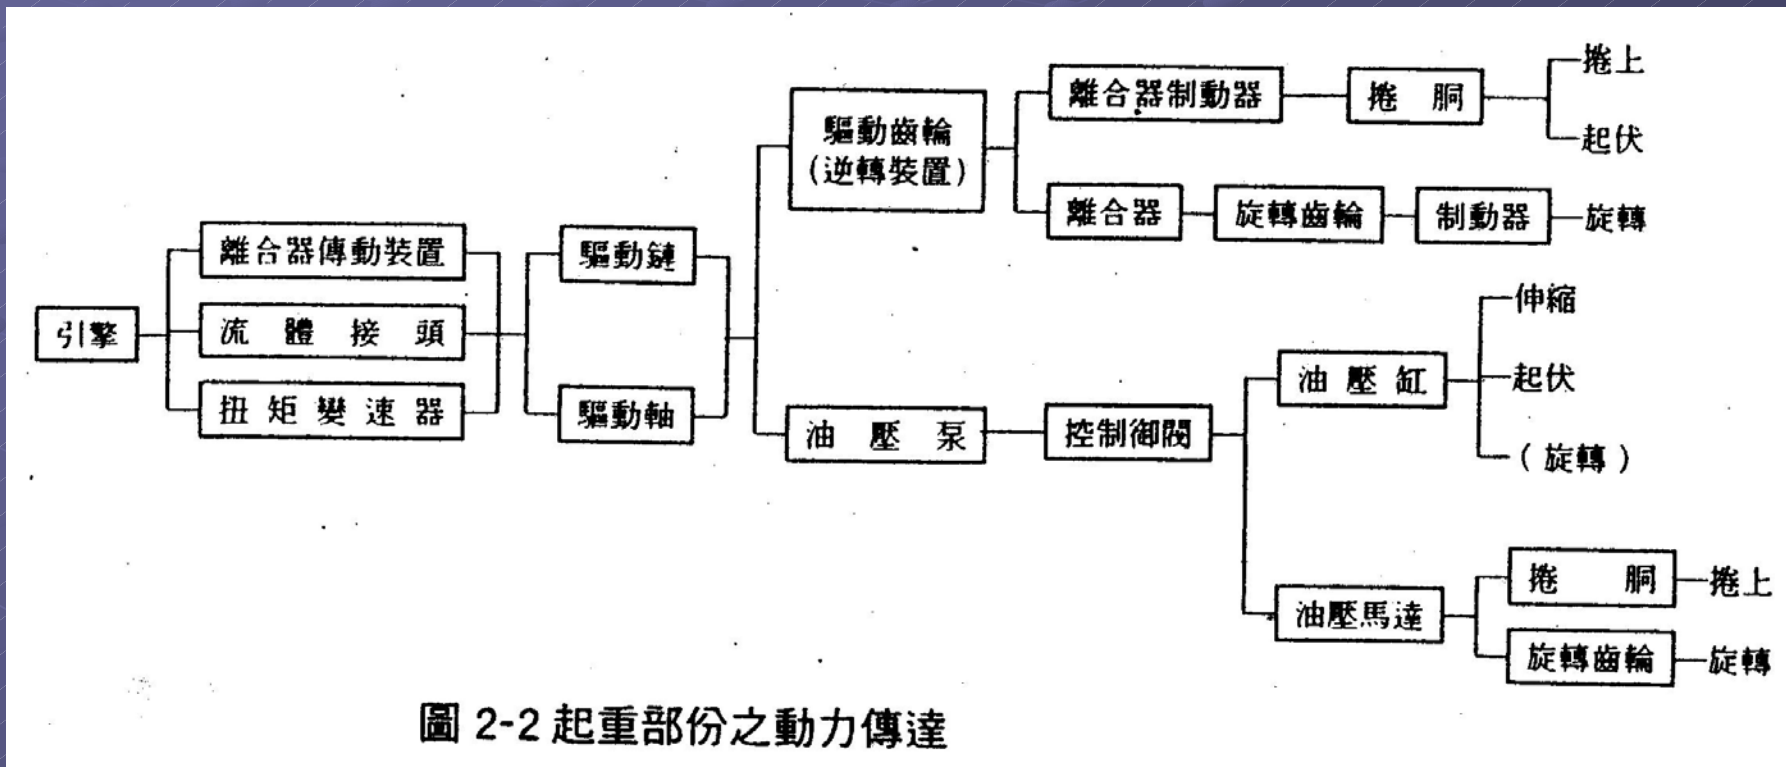 引擎
離合器傳動裝置
流體接頭
扭矩變速器
驅動鏈
驅動軸
驅動齒輪
(逆轉裝置)
油壓泵
離合器制動器
捲胴
捲上
起伏
離合器
旋轉齒輪
制動器
旋轉
控制御閥
油壓缸
伸縮
起伏
(旋轉)
油壓馬達
捲胴
捲上
旋轉齒輪
旋轉
圖 2-2 起重部份之動力傳達